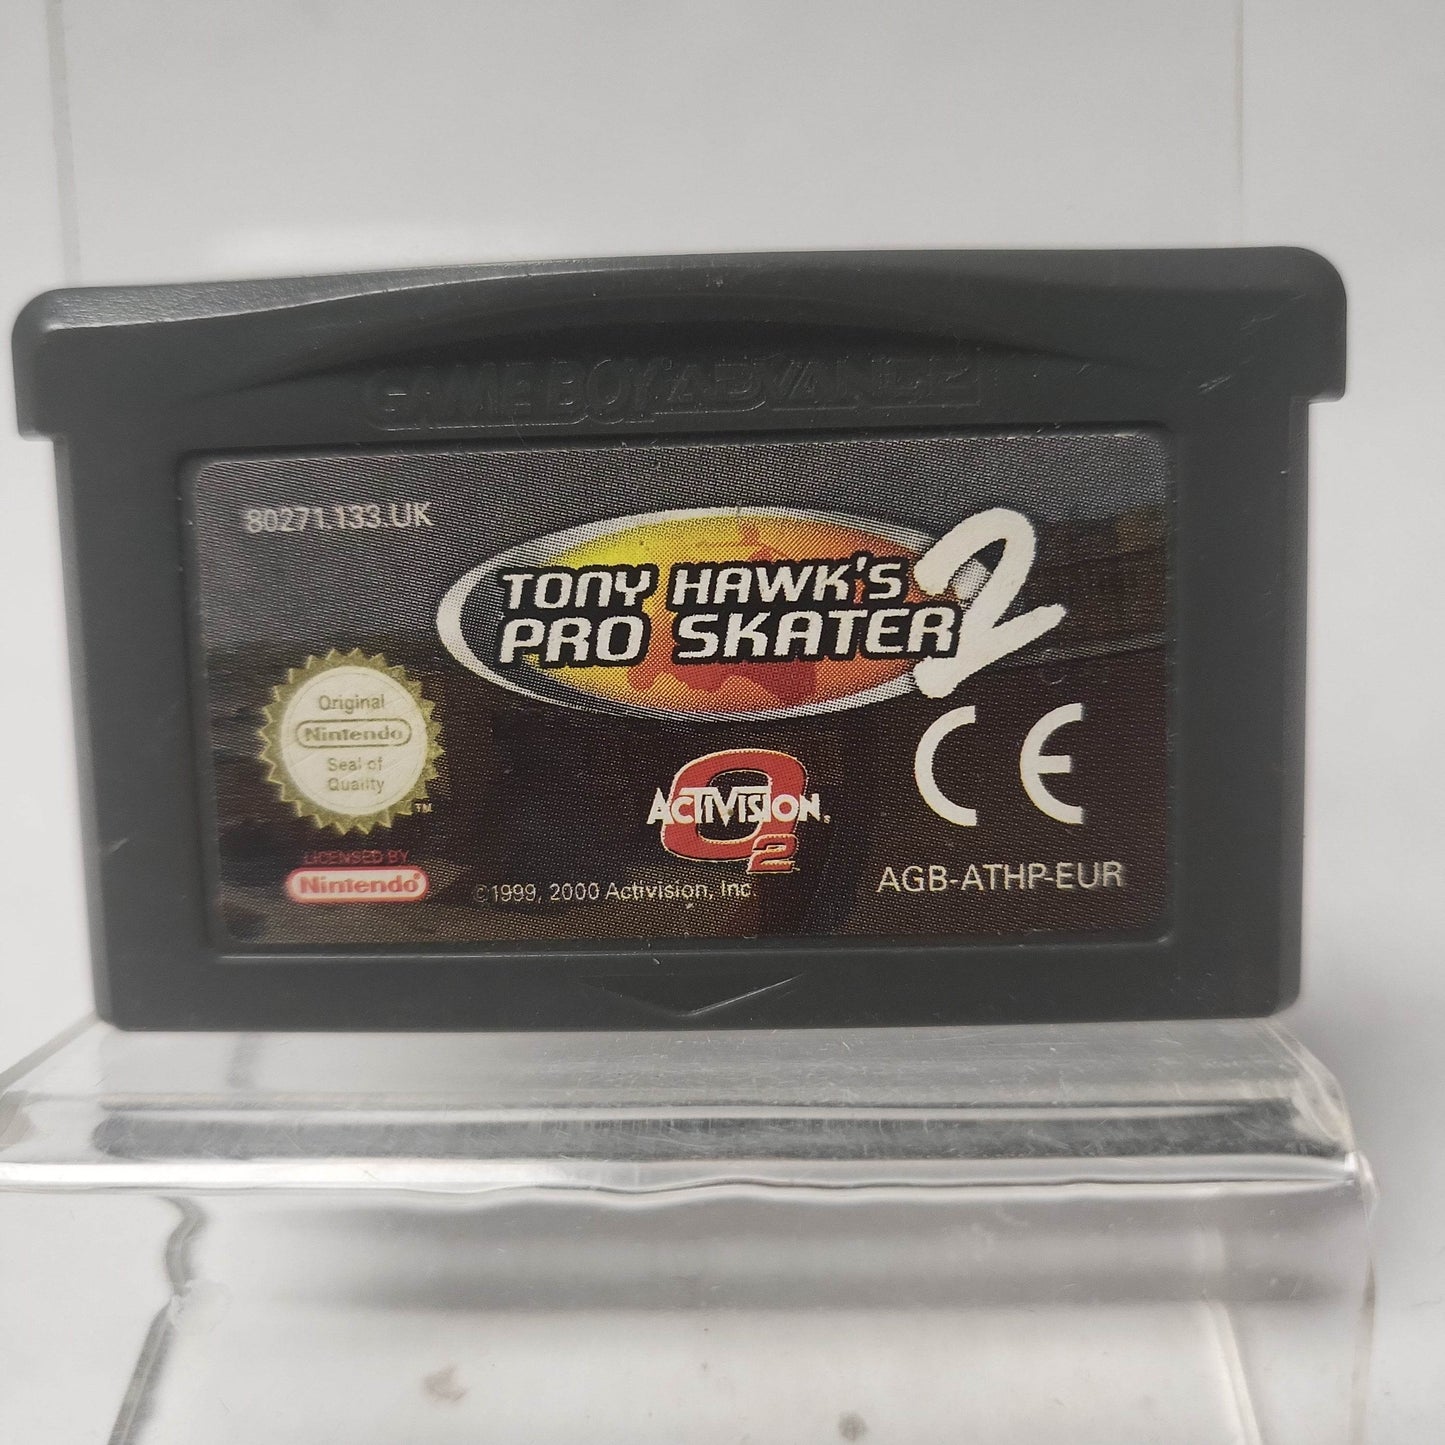 GAME BOY ADVANCE
80271.133.UK
TONY HAWK'S
PRO SKATER 2
Original
Nintendo
Seal of
Quality
TM
ACTIVISION.
O2
LICENSED BY
Nintendo®
©1999, 2000 Activision, Inc.
CE
AGB-ATHP-EUR